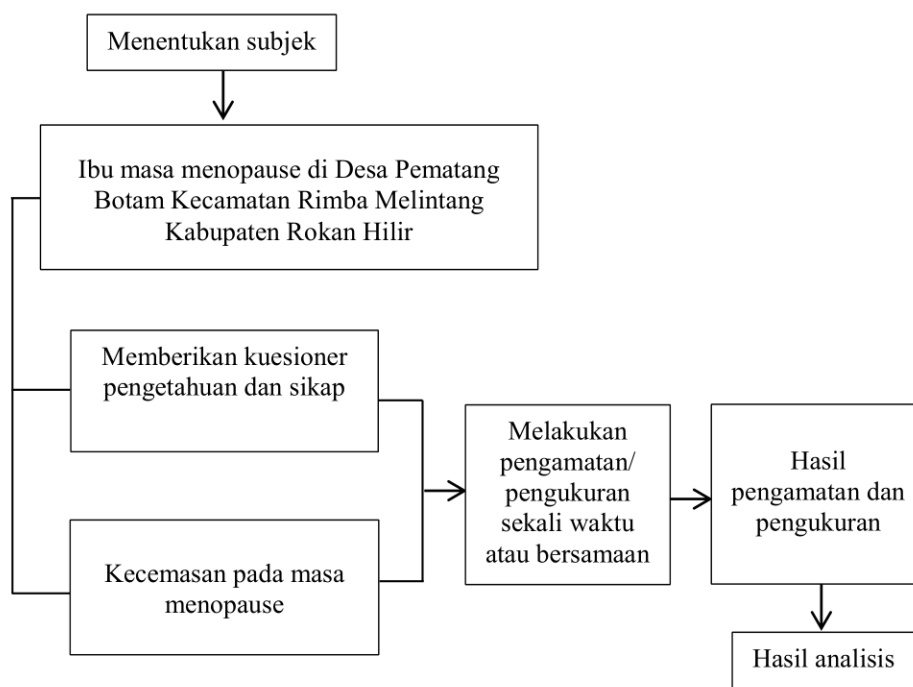 Menentukan subjek
Ibu masa menopause di Desa Pematang
Botam Kecamatan Rimba Melintang
Kabupaten Rokan Hilir
Memberikan kuesioner
pengetahuan dan sikap
Kecemasan pada masa
menopause
Melakukan
pengamatan/
pengukuran
sekali waktu
atau bersamaan
Hasil
pengamatan dan
pengukuran
Hasil analisis